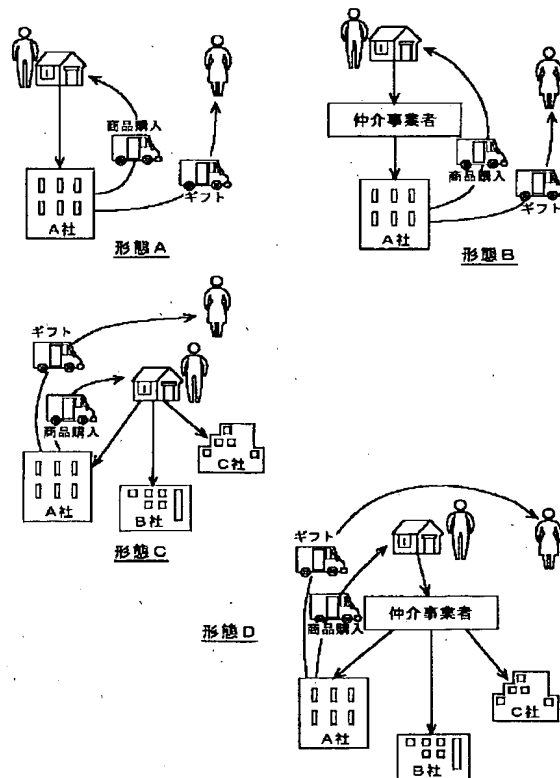 商品購入
ギフト
A社
形態A
仲介事業者
商品購入
ギフト
A社
形態B
ギフト
商品購入
A社
B社
C社
形態C
ギフト
商品購入
仲介事業者
形態D
A社
B社
C社